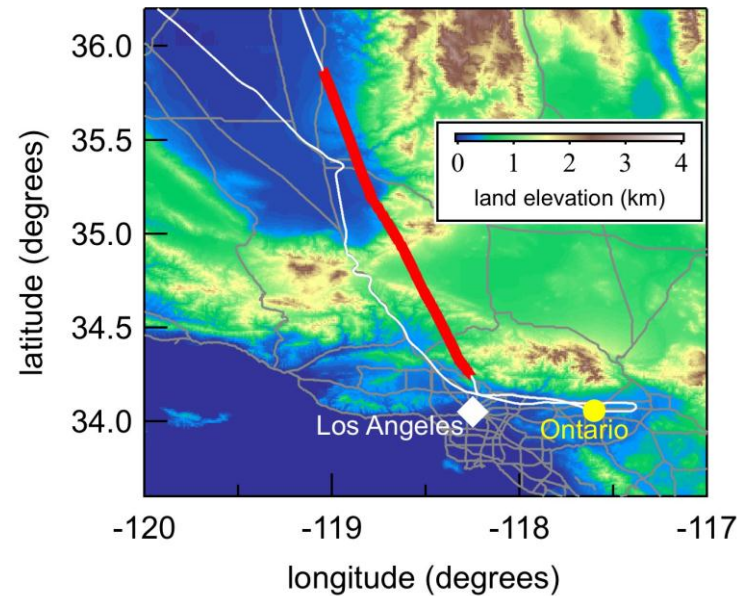 36.0
35.5
35.0
34.5
34.0
latitude (degrees)
0 1 2 3 4
land elevation (km)
Los Angeles
Ontario
-120 -119 -118 -117
longitude (degrees)